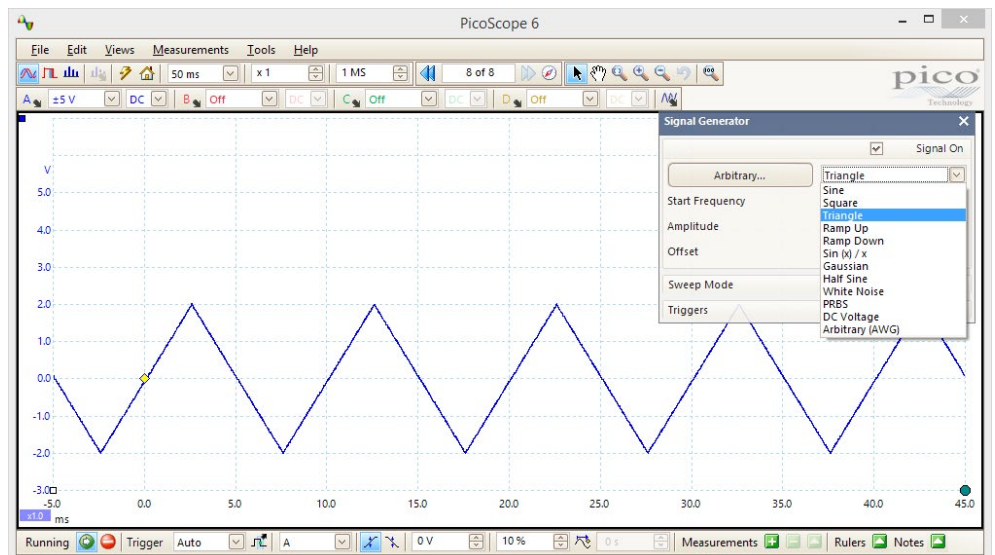 PicoScope 6
File Edit Views Measurements Tools Help
50 ms x 1 1 MS 8 of 8
pico
Technology
A ±5 V DC B Off DC C Off DC D Off DC
Signal Generator
Signal On
Arbitrary... Triangle
Sine
Square
Triangle
Ramp Up
Ramp Down
Sin (x) / x
Gaussian
Half Sine
White Noise
PRBS
DC Voltage
Arbitrary (AWG)
Start Frequency
Amplitude
Offset
Sweep Mode
Triggers
V
5.0
4.0
3.0
2.0
1.0
0.0
-1.0
-2.0
-3.0
-5.0 0.0 5.0 10.0 15.0 20.0 25.0 30.0 35.0 40.0 45.0
x1.0 ms
Running Trigger Auto A 0 V 10 % 0 s Measurements Rulers Notes